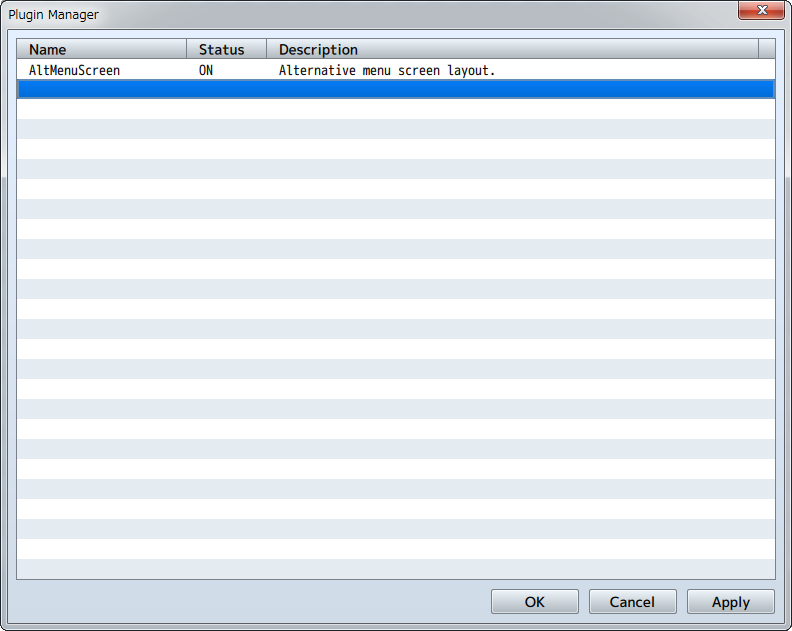 Plugin Manager
Name Status Description
AltMenuScreen ON Alternative menu screen layout.
OK Cancel Apply